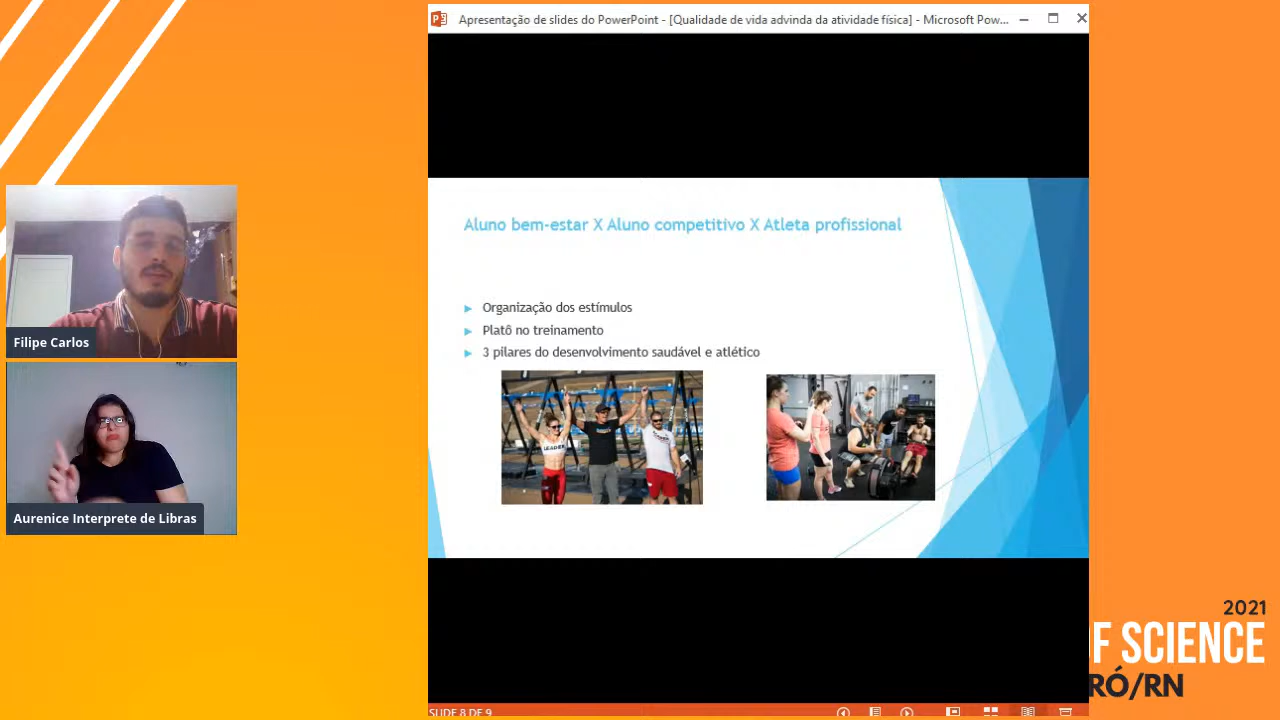 Apresentação de slides do PowerPoint - [Qualidade de vida advinda da atividade física] - Microsoft Pow...
Aluno bem-estar X Aluno competitivo X Atleta profissional
Organização dos estímulos
Platô no treinamento
3 pilares do desenvolvimento saudável e atlético
LEADER
Filipe Carlos
Aurenice Interprete de Libras
2021
OF SCIENCE
RÓ/RN
SLIDE 8 DE 9